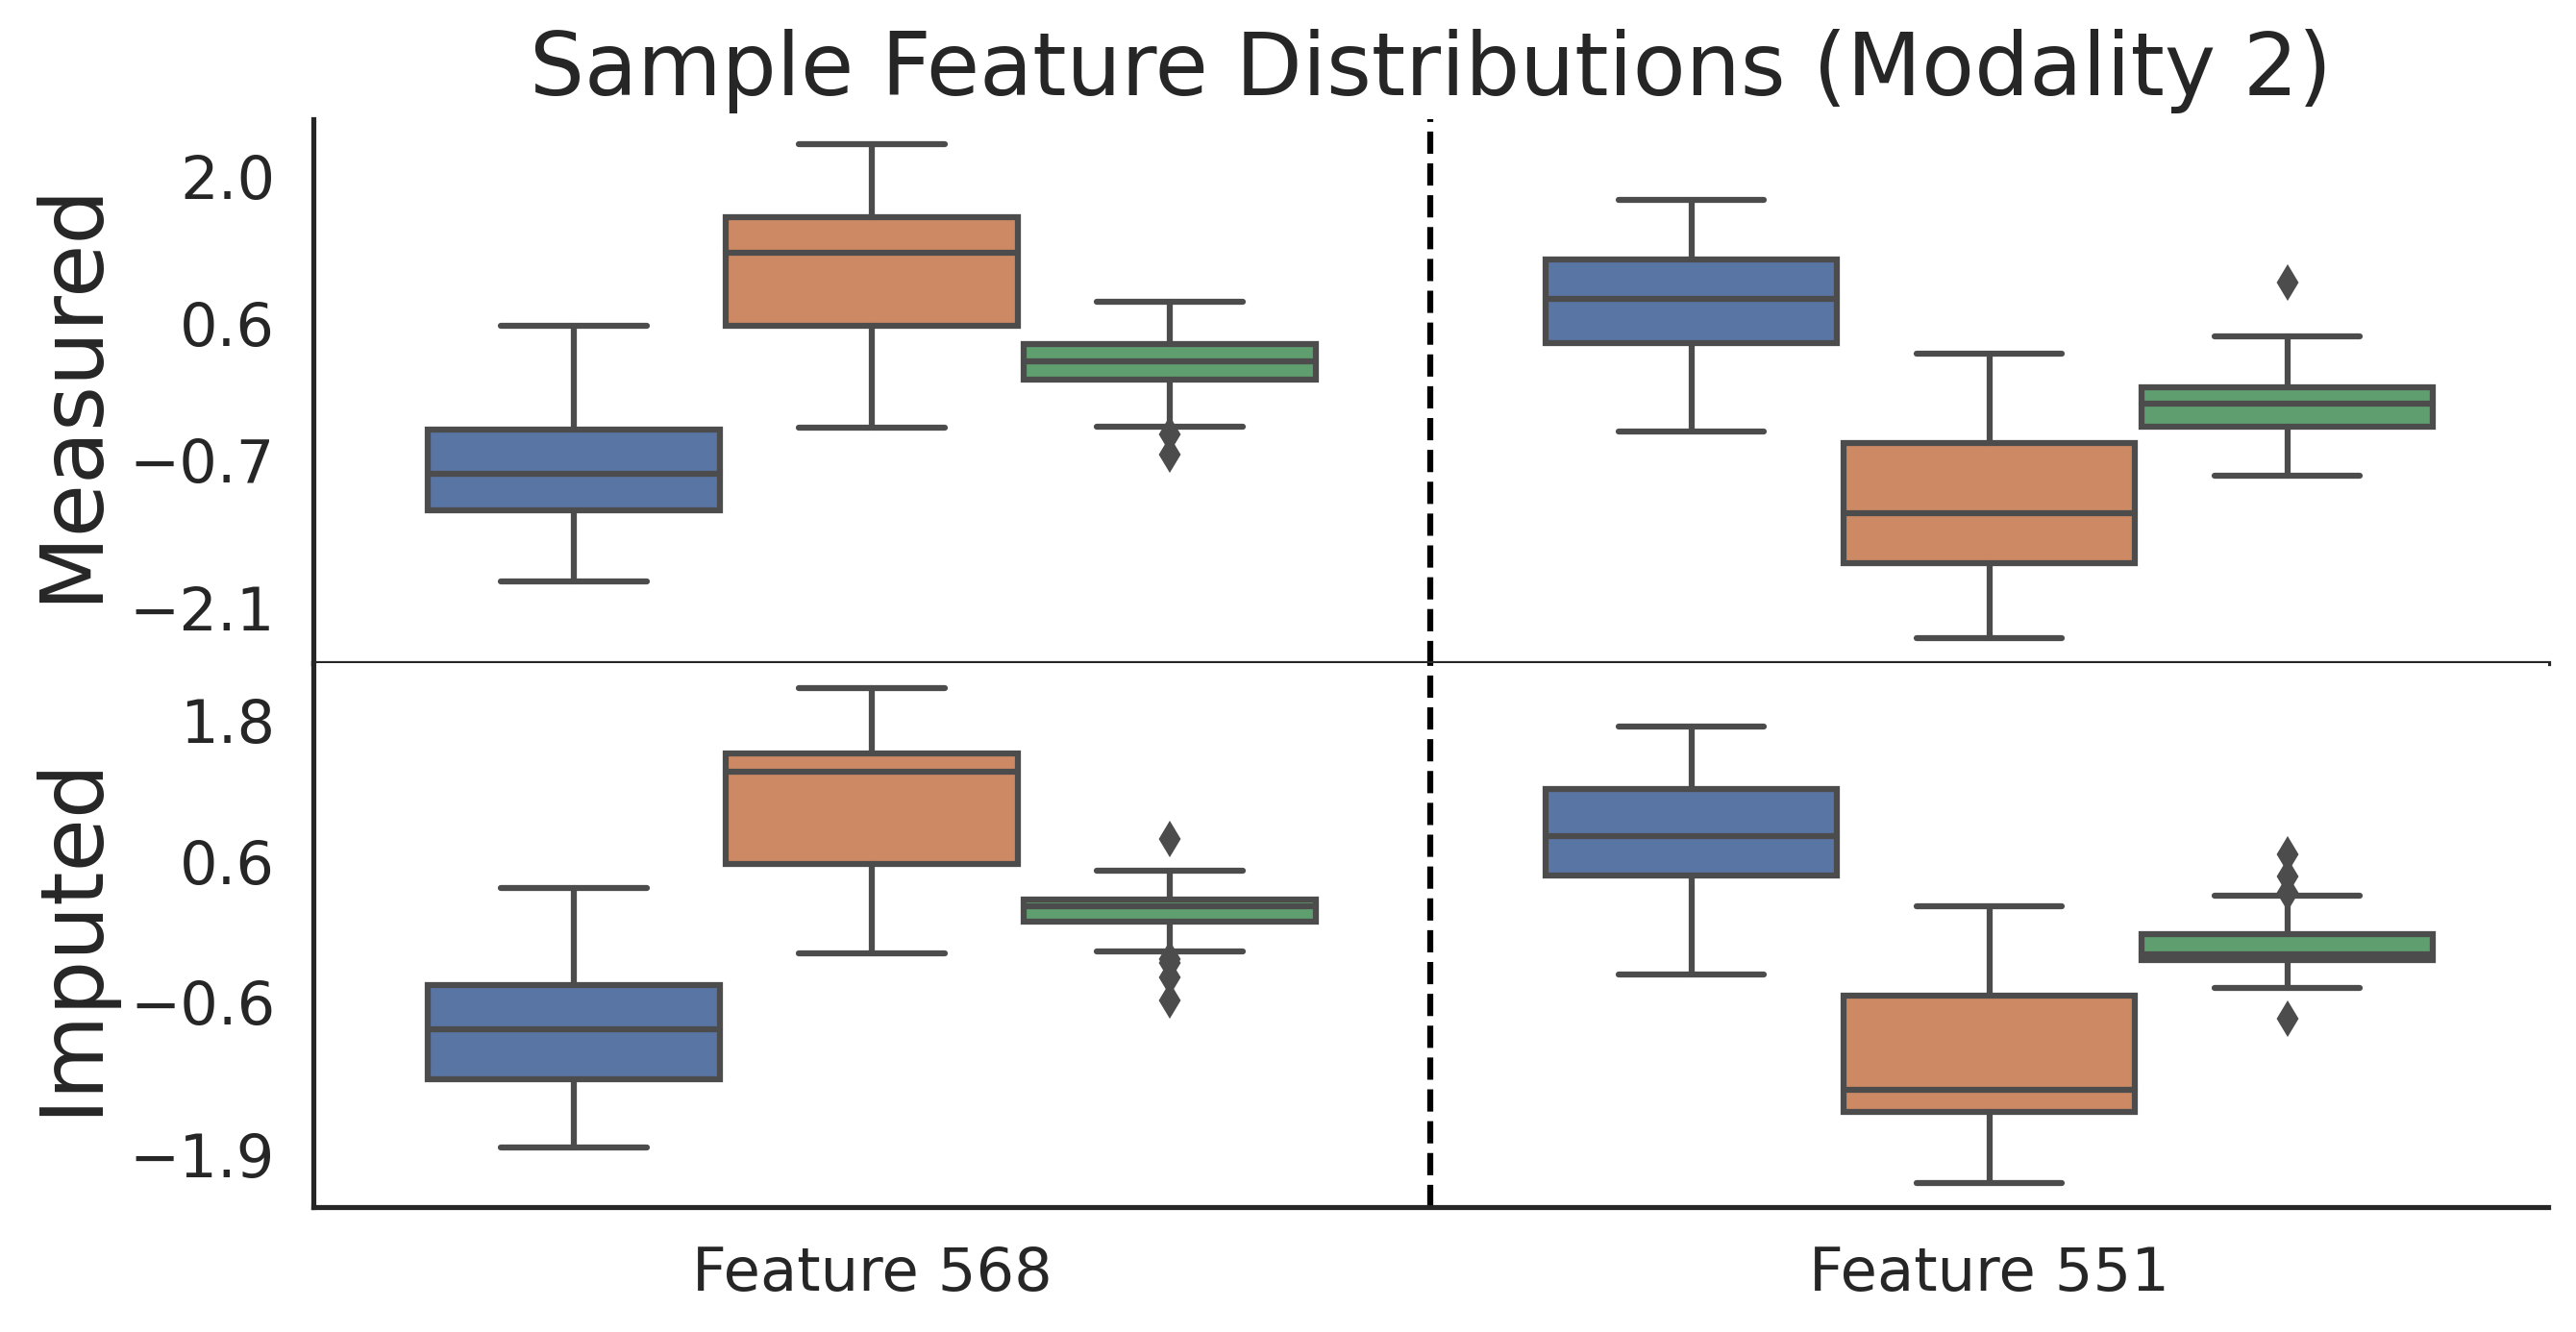 Sample Feature Distributions (Modality 2)
Measured
2.0
0.6
−0.7
−2.1
Imputed
1.8
0.6
−0.6
−1.9
Feature 568
Feature 551